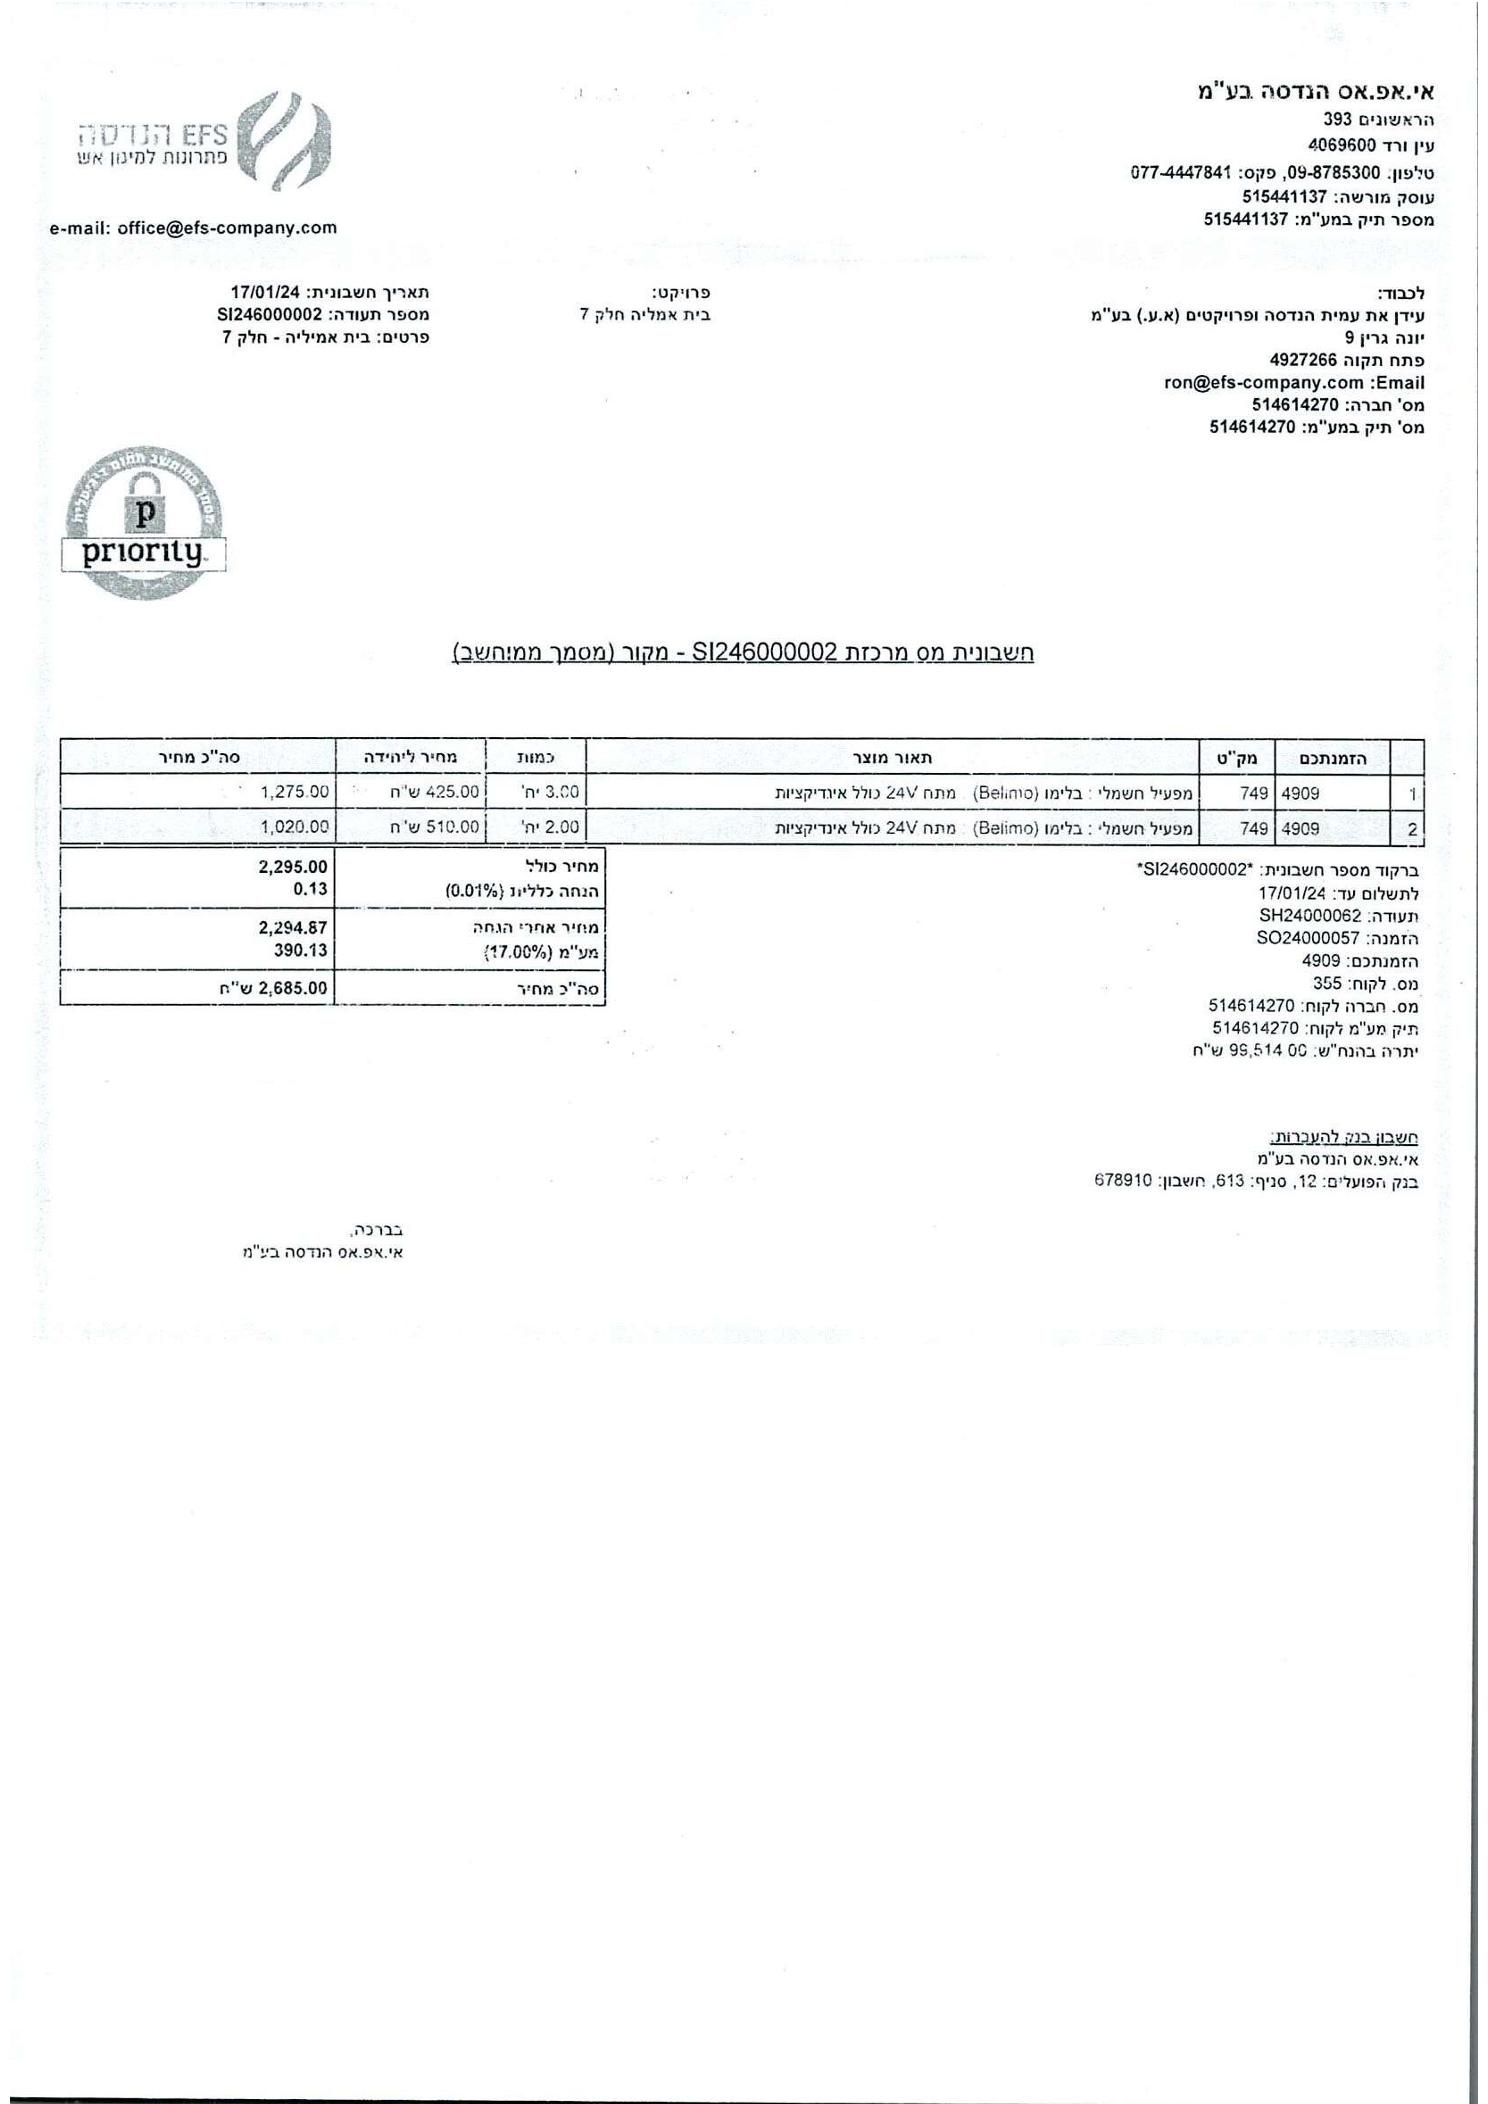 אי.אפ.אס הנדסה בע"מ
הראשונים 393
עין ורד 4069600
טלפון. 09-8785300, פקס: 077-4447841
עוסק מורשה: 515441137
מספר תיק במע"מ: 515441137
EFS הנדסה
פתרונות למיגון אש
e-mail: office@efs-company.com
לכבוד:
עידן את עמית הנדסה ופרויקטים (א.ע.) בע"מ
יונה גרין 9
פתח תקוה 4927266
ron@efs-company.com :Email
מס' חברה: 514614270
מס' תיק במע"מ: 514614270
פרויקט:
בית אמליה חלק 7
תאריך חשבונית: 17/01/24
מספר תעודה: SI246000002
פרטים: בית אמיליה - חלק 7
מסמך ממוחשב חתום דיגיטלית
p
priority
חשבונית מס מרכזת SI246000002 - מקור (מסמך ממוחשב)
הזמנתכם מק"ט תאור מוצר כמות מחיר ליחידה סה"כ מחיר
1 4909 749 מפעיל חשמלי : בלימו (Belimo) מתח 24V כולל אינדיקציות 3.00 יח' 425.00 ש"ח 1,275.00
2 4909 749 מפעיל חשמלי : בלימו (Belimo) מתח 24V כולל אינדיקציות 2.00 יח' 510.00 ש"ח 1,020.00
מחיר כולל 2,295.00
הנחה כללית (0.01%) 0.13
מחיר אחרי הנחה 2,294.87
מע"מ (17.00%) 390.13
סה"כ מחיר 2,685.00 ש"ח
ברקוד מספר חשבונית: *SI246000002*
לתשלום עד: 17/01/24
תעודה: SH24000062
הזמנה: SO24000057
הזמנתכם: 4909
מס. לקוח: 355
מס. חברה לקוח: 514614270
תיק מע"מ לקוח: 514614270
יתרה בהנח"ש: 99,514.00 ש"ח
חשבון בנק להעברות:
אי.אפ.אס הנדסה בע"מ
בנק הפועלים: 12, סניף: 613, חשבון: 678910
בברכה,
אי.אפ.אס הנדסה בע"מ